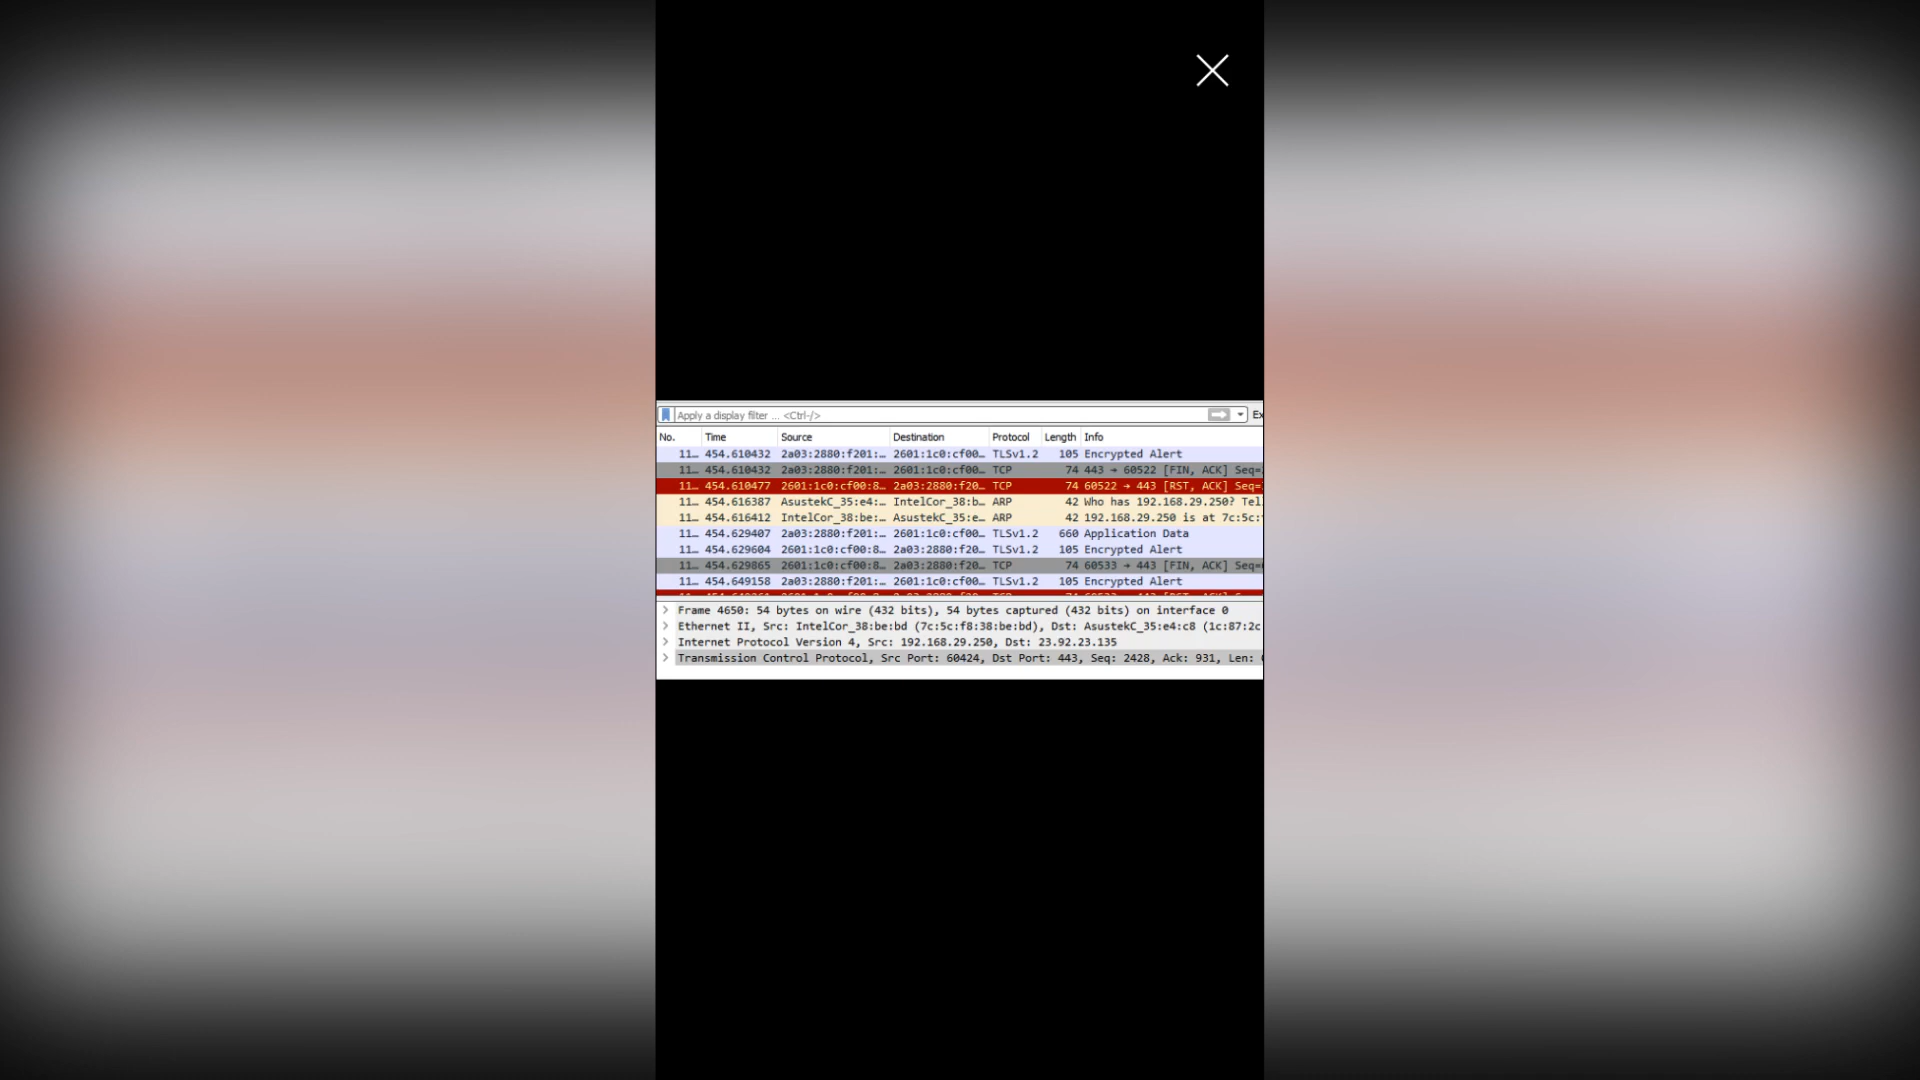 Apply a display filter ... <Ctrl-/> Ex
No. Time Source Destination Protocol Length Info
11… 454.610432 2a03:2880:f201:… 2601:1c0:cf00… TLSv1.2 105 Encrypted Alert
11… 454.610432 2a03:2880:f201:… 2601:1c0:cf00… TCP 74 443 → 60522 [FIN, ACK] Seq=
11… 454.610477 2601:1c0:cf00:8… 2a03:2880:f20… TCP 74 60522 → 443 [RST, ACK] Seq=
11… 454.616387 AsustekC_35:e4:… IntelCor_38:b… ARP 42 Who has 192.168.29.250? Tel
11… 454.616412 IntelCor_38:be:… AsustekC_35:e… ARP 42 192.168.29.250 is at 7c:5c:
11… 454.629407 2a03:2880:f201:… 2601:1c0:cf00… TLSv1.2 660 Application Data
11… 454.629604 2601:1c0:cf00:8… 2a03:2880:f20… TLSv1.2 105 Encrypted Alert
11… 454.629865 2601:1c0:cf00:8… 2a03:2880:f20… TCP 74 60533 → 443 [FIN, ACK] Seq=
11… 454.649158 2a03:2880:f201:… 2601:1c0:cf00… TLSv1.2 105 Encrypted Alert
Frame 4650: 54 bytes on wire (432 bits), 54 bytes captured (432 bits) on interface 0
Ethernet II, Src: IntelCor_38:be:bd (7c:5c:f8:38:be:bd), Dst: AsustekC_35:e4:c8 (1c:87:2c
Internet Protocol Version 4, Src: 192.168.29.250, Dst: 23.92.23.135
Transmission Control Protocol, Src Port: 60424, Dst Port: 443, Seq: 2428, Ack: 931, Len: